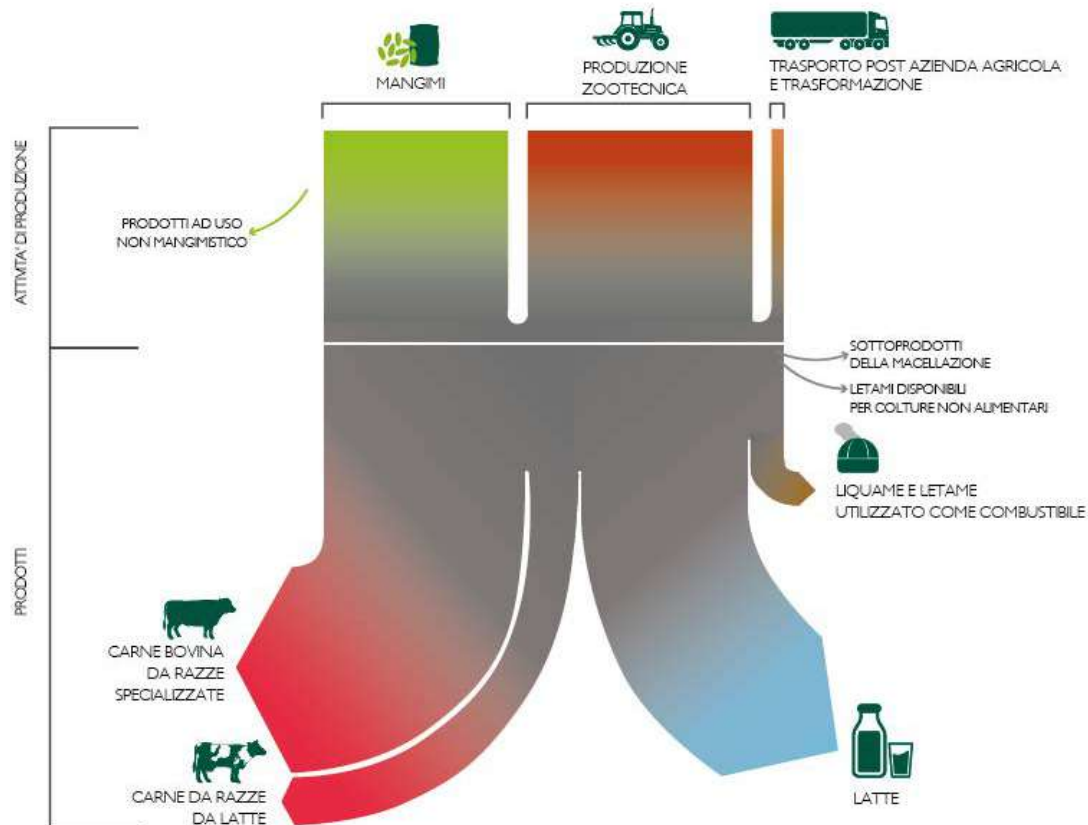 MANGIMI
PRODUZIONE
ZOOTECNICA
TRASPORTO POST AZIENDA AGRICOLA
E TRASFORMAZIONE
ATTIVITA' DI PRODUZIONE
PRODOTTI AD USO
NON MANGIMISTICO
SOTTOPRODOTTI
DELLA MACELLAZIONE
LETAMI DISPONIBILI
PER COLTURE NON ALIMENTARI
LIQUAME E LETAME
UTILIZZATO COME COMBUSTIBILE
PRODOTTI
CARNE BOVINA
DA RAZZE
SPECIALIZZATE
CARNE DA RAZZE
DA LATTE
LATTE